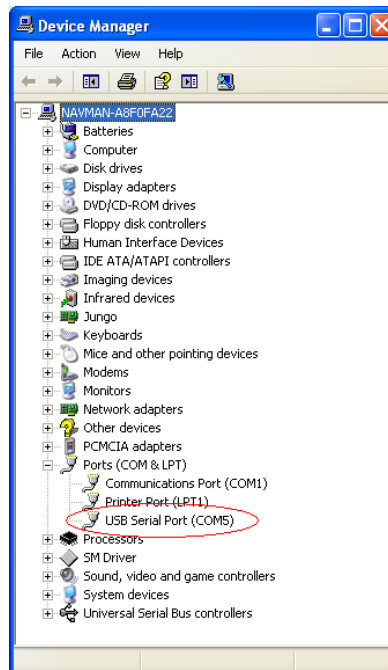 Device Manager
File Action View Help
NAVMAN-A8F0FA22
Batteries
Computer
Disk drives
Display adapters
DVD/CD-ROM drives
Floppy disk controllers
Human Interface Devices
IDE ATA/ATAPI controllers
Imaging devices
Infrared devices
Jungo
Keyboards
Mice and other pointing devices
Modems
Monitors
Network adapters
Other devices
PCMCIA adapters
Ports (COM & LPT)
Communications Port (COM1)
Printer Port (LPT1)
USB Serial Port (COM5)
Processors
SM Driver
Sound, video and game controllers
System devices
Universal Serial Bus controllers